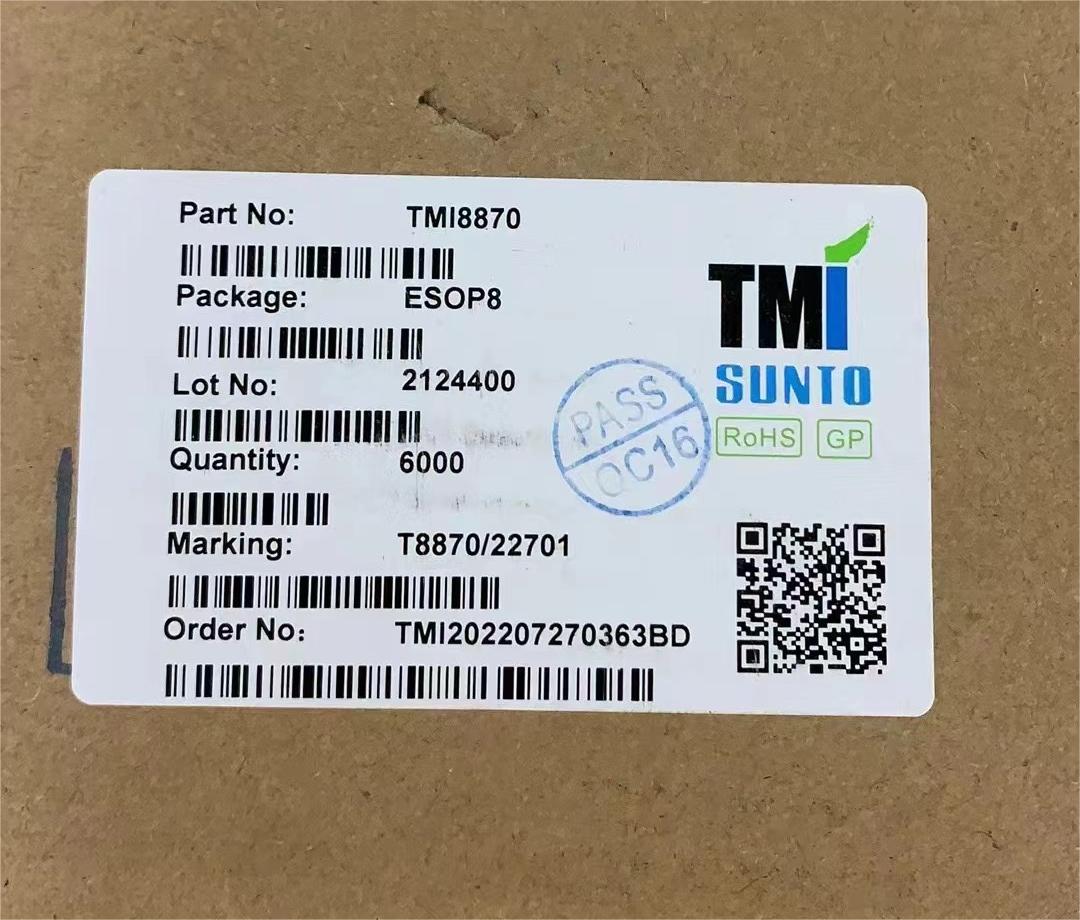 Part No: TMI8870
Package: ESOP8
Lot No: 2124400
Quantity: 6000
Marking: T8870/22701
Order No: TMI202207270363BD
TMI
SUNTO
RoHS GP
PASS
QC16